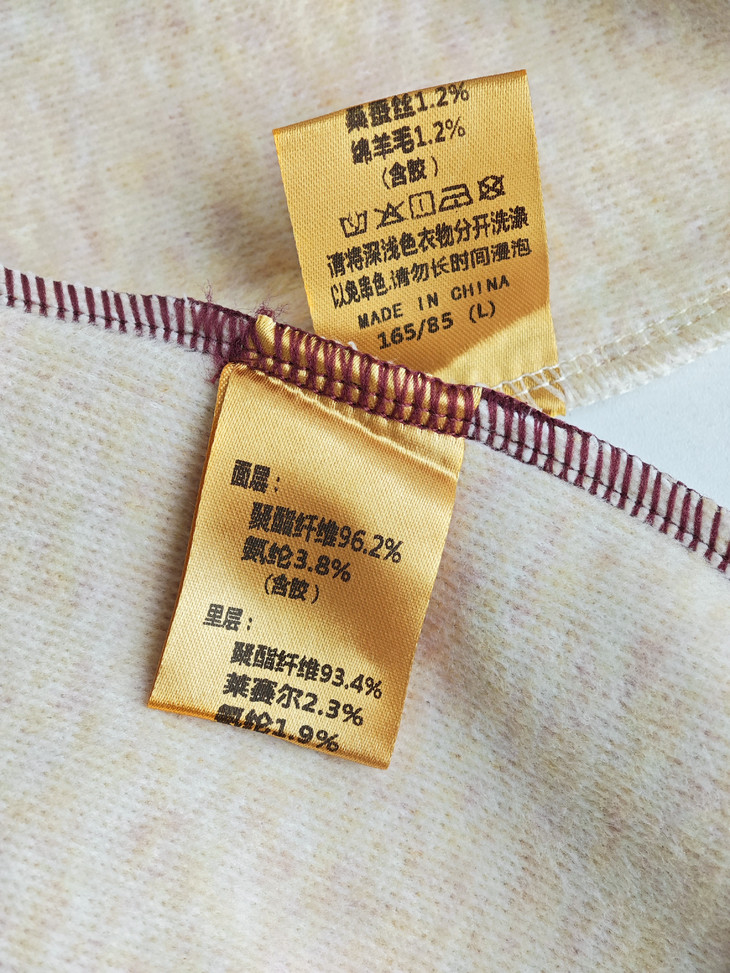 面层：
聚酯纤维96.2%
氨纶3.8%
(含胶)
里层：
聚酯纤维93.4%
莱赛尔2.3%
氨纶1.9%
桑蚕丝1.2%
绵羊毛1.2%
(含胶)
请将深浅色衣物分开洗涤
以免串色.请勿长时间浸泡
MADE IN CHINA
165/85 (L)